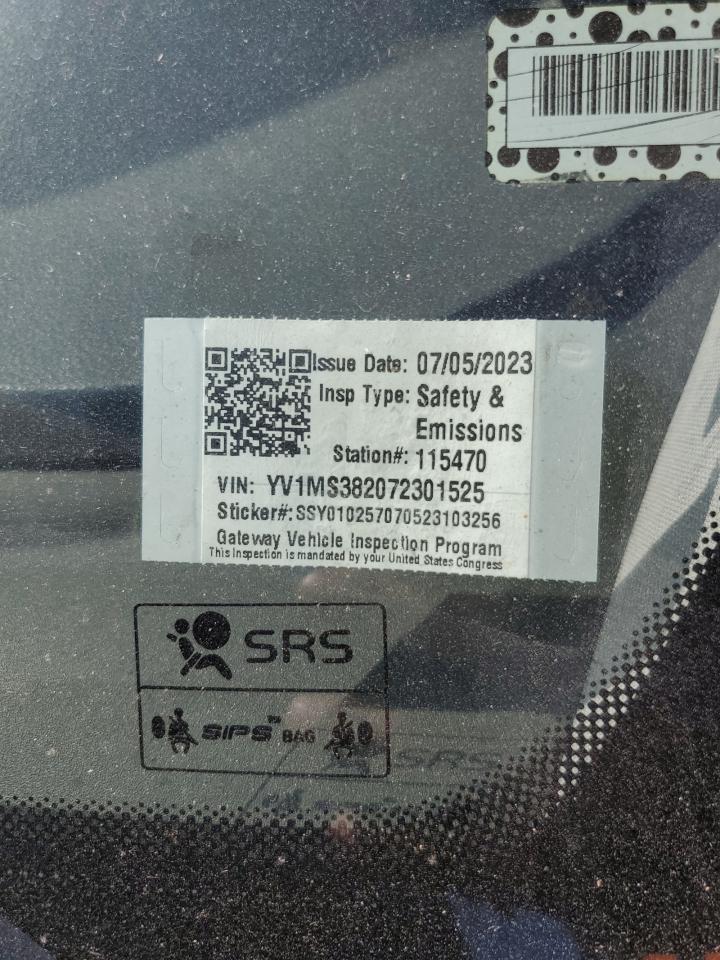 Issue Date: 07/05/2023
Insp Type: Safety &
Emissions
Station#: 115470
VIN: YV1MS382072301525
Sticker#:SSY010257070523103256
Gateway Vehicle Inspection Program
This Inspection is mandated by your United States Congress
SRS
SIPS BAG
SRS